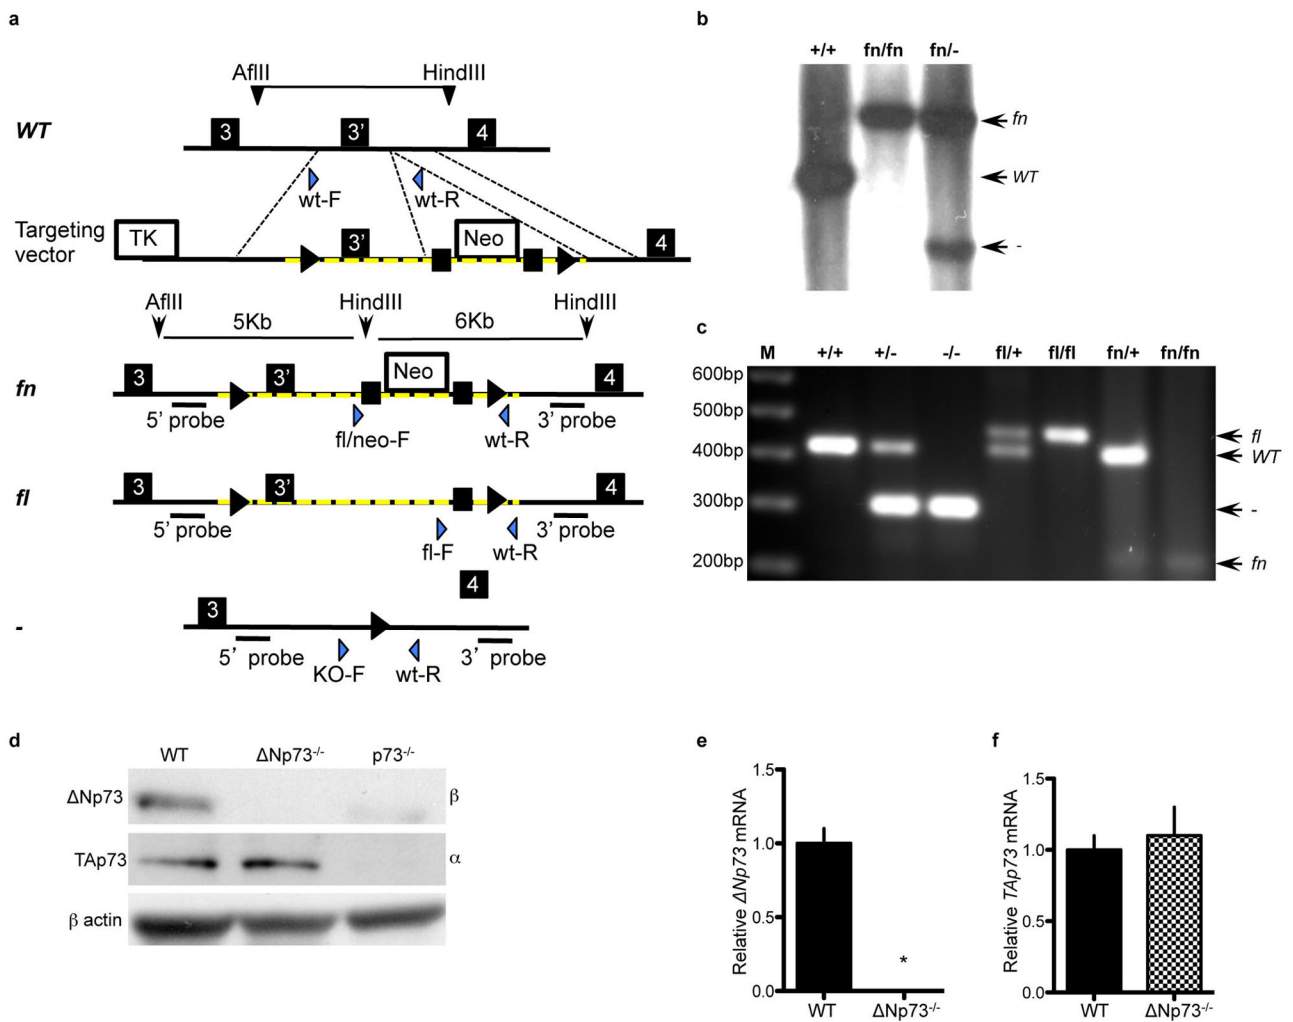 a
AflII HindIII
WT 3 3' 4
wt-F wt-R
Targeting vector TK 3' Neo 4
AflII HindIII HindIII
5Kb 6Kb
fn 3 3' Neo 4
5' probe fl/neo-F wt-R 3' probe
fl 3 3' 4
5' probe fl-F wt-R 3' probe
- 3 4
5' probe KO-F wt-R 3' probe
b
+/+ fn/fn fn/-
fn
WT
-
c
M +/+ +/- -/- fl/+ fl/fl fn/+ fn/fn
600bp
500bp
400bp
300bp
200bp
fl
WT
-
fn
d
WT ΔNp73-/- p73-/-
ΔNp73 β
TAp73 α
β actin
e
Relative ΔNp73 mRNA
1.5
1.0
0.5
0.0
*
WT ΔNp73-/-
f
Relative TAp73 mRNA
1.5
1.0
0.5
0.0
WT ΔNp73-/-